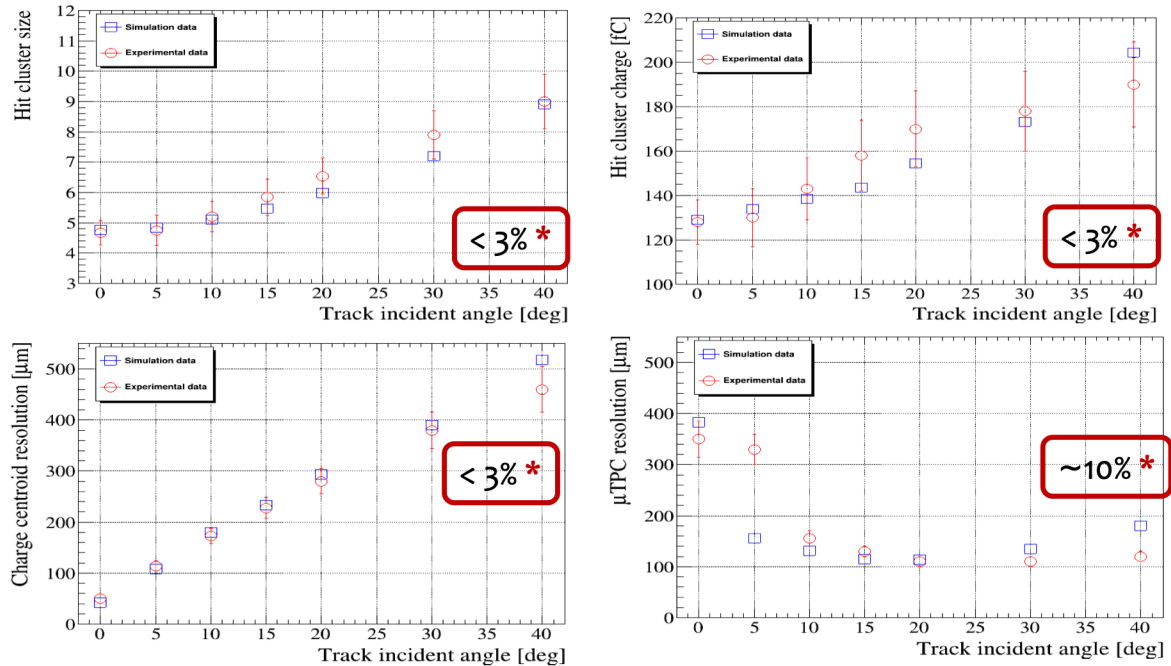 Hit cluster size
12
11
10
9
8
7
6
5
4
3
Simulation data
Experimental data
< 3% *
0 5 10 15 20 25 30 35 40
Track incident angle [deg]
Hit cluster charge [fC]
220
200
180
160
140
120
100
Simulation data
Experimental data
< 3% *
0 5 10 15 20 25 30 35 40
Track incident angle [deg]
Charge centroid resolution [μm]
500
400
300
200
100
0
Simulation data
Experimental data
< 3% *
0 5 10 15 20 25 30 35 40
Track incident angle [deg]
μTPC resolution [μm]
500
400
300
200
100
0
Simulation data
Experimental data
~10% *
0 5 10 15 20 25 30 35 40
Track incident angle [deg]